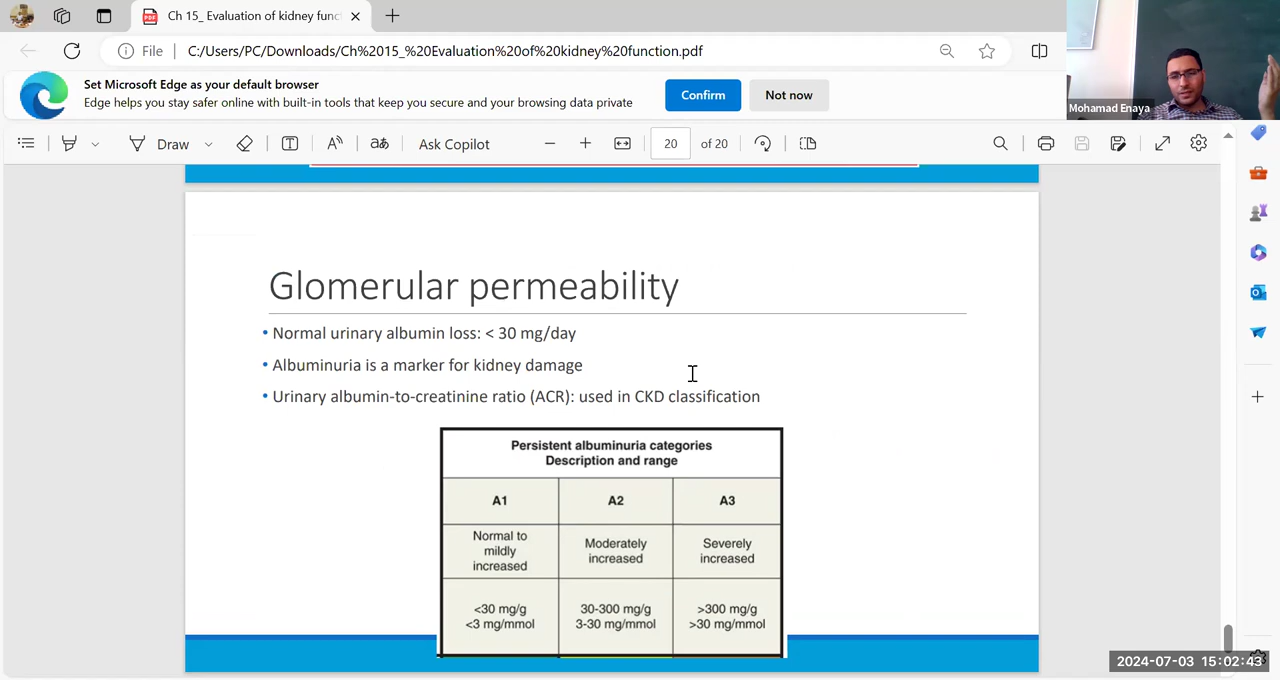 Ch 15_ Evaluation of kidney func
File
C:/Users/PC/Downloads/Ch%2015_%20Evaluation%20of%20kidney%20function.pdf
Set Microsoft Edge as your default browser
Edge helps you stay safer online with built-in tools that keep you secure and your browsing data private
Confirm
Not now
Mohamad Enaya
Draw
Ask Copilot
20
of 20
Glomerular permeability
• Normal urinary albumin loss: < 30 mg/day
• Albuminuria is a marker for kidney damage
• Urinary albumin-to-creatinine ratio (ACR): used in CKD classification
Persistent albuminuria categories
Description and range
A1 A2 A3
Normal to
mildly
increased
Moderately
increased
Severely
increased
<30 mg/g
<3 mg/mmol
30-300 mg/g
3-30 mg/mmol
>300 mg/g
>30 mg/mmol
2024-07-03 15:02:43